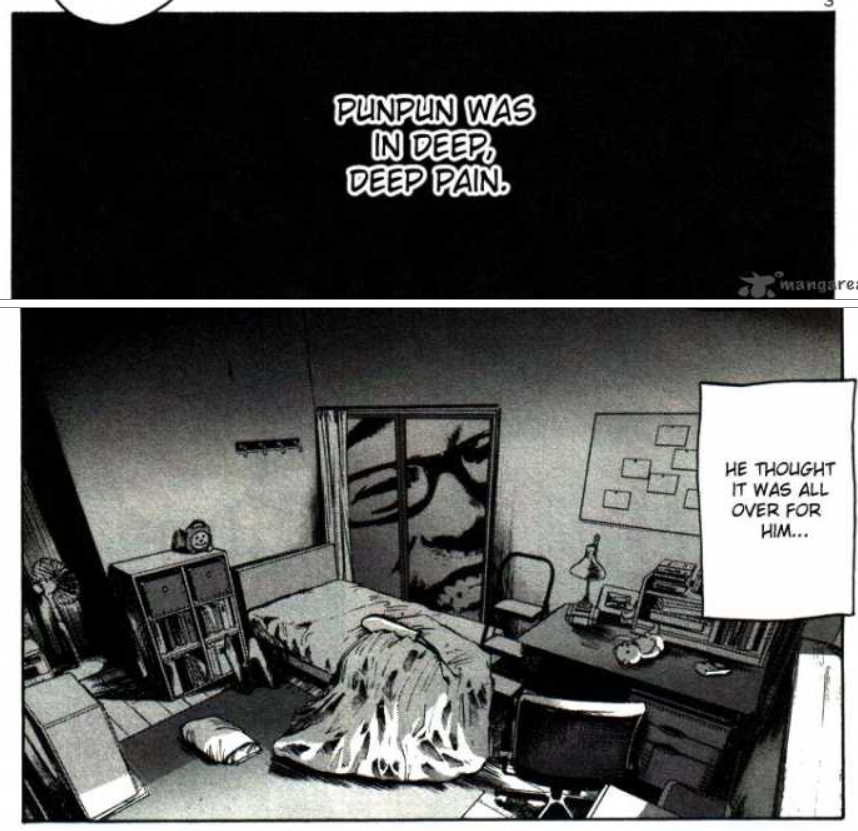 3
PUNPUN WAS
IN DEEP,
DEEP PAIN.
mangarea
HE THOUGHT
IT WAS ALL
OVER FOR
HIM...